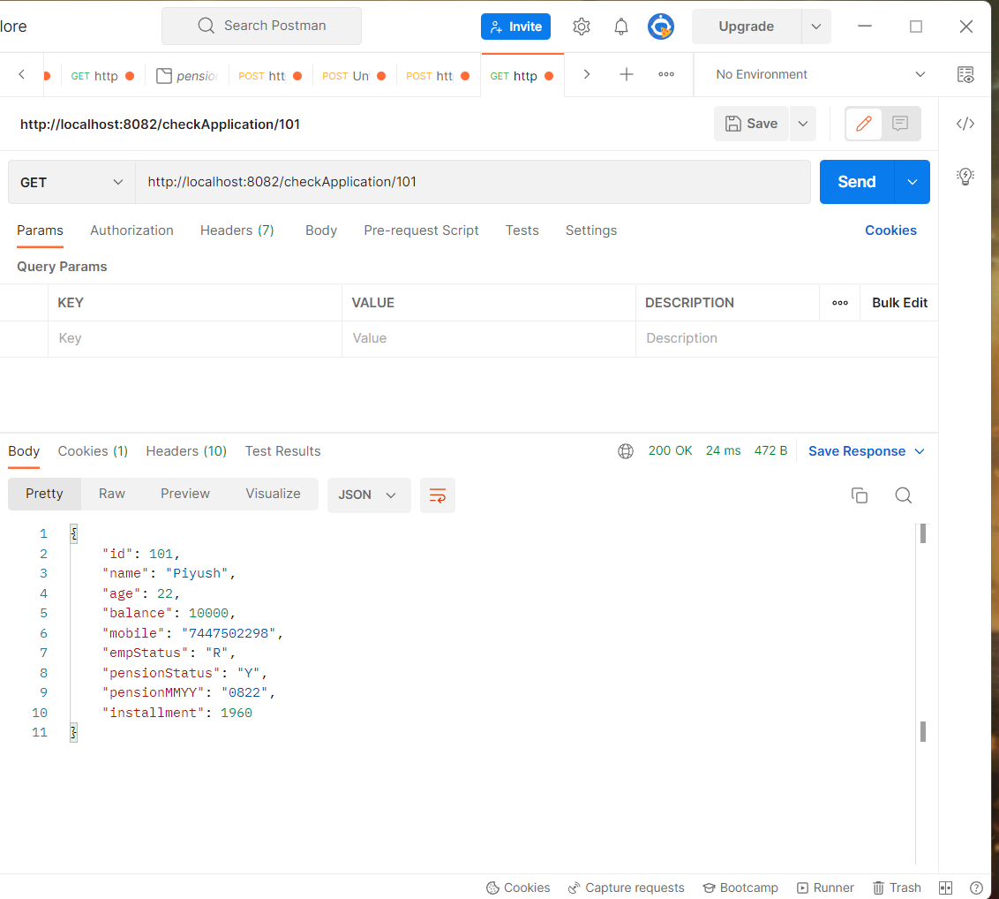 lore
Search Postman
Invite
Upgrade
GET http
pension
POST htt
POST Un
POST htt
GET http
No Environment
http://localhost:8082/checkApplication/101
Save
GET
http://localhost:8082/checkApplication/101
Send
Params Authorization Headers (7) Body Pre-request Script Tests Settings Cookies
Query Params
KEY VALUE DESCRIPTION Bulk Edit
Key Value Description
Body Cookies (1) Headers (10) Test Results 200 OK 24 ms 472 B Save Response
Pretty Raw Preview Visualize JSON
1 {
2 "id": 101,
3 "name": "Piyush",
4 "age": 22,
5 "balance": 10000,
6 "mobile": "7447502298",
7 "empStatus": "R",
8 "pensionStatus": "Y",
9 "pensionMMYY": "0822",
10 "installment": 1960
11 }
Cookies Capture requests Bootcamp Runner Trash